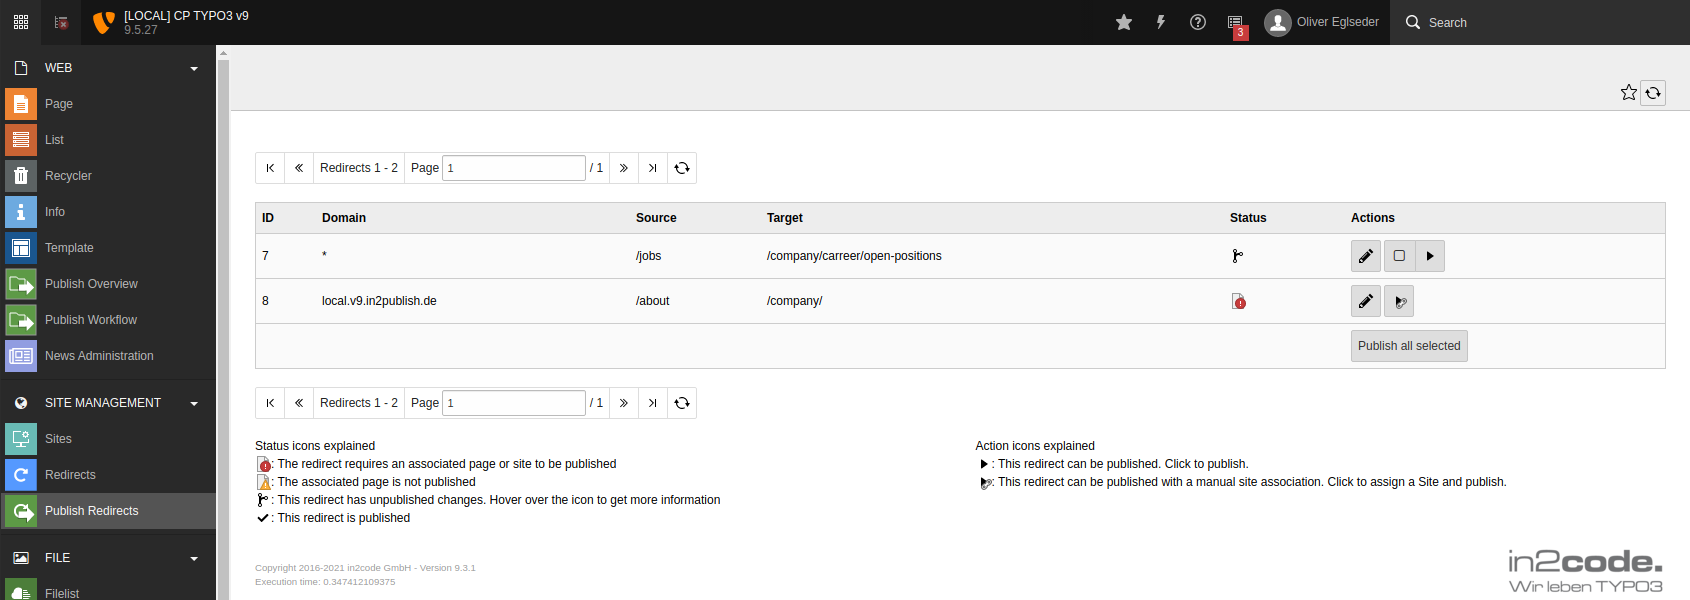 [LOCAL] CP TYPO3 v9
9.5.27
3
Oliver Eglseder
Search
WEB
Page
List
Recycler
Info
Template
Publish Overview
Publish Workflow
News Administration
SITE MANAGEMENT
Sites
Redirects
Publish Redirects
FILE
Filelist
Redirects 1 - 2 Page 1 / 1
ID Domain Source Target Status Actions
7 * /jobs /company/carreer/open-positions
8 local.v9.in2publish.de /about /company/
Publish all selected
Redirects 1 - 2 Page 1 / 1
Status icons explained
: The redirect requires an associated page or site to be published
: The associated page is not published
: This redirect has unpublished changes. Hover over the icon to get more information
: This redirect is published
Action icons explained
: This redirect can be published. Click to publish.
: This redirect can be published with a manual site association. Click to assign a Site and publish.
Copyright 2016-2021 in2code GmbH - Version 9.3.1
Execution time: 0.347412109375
in2code.
Wir leben TYPO3